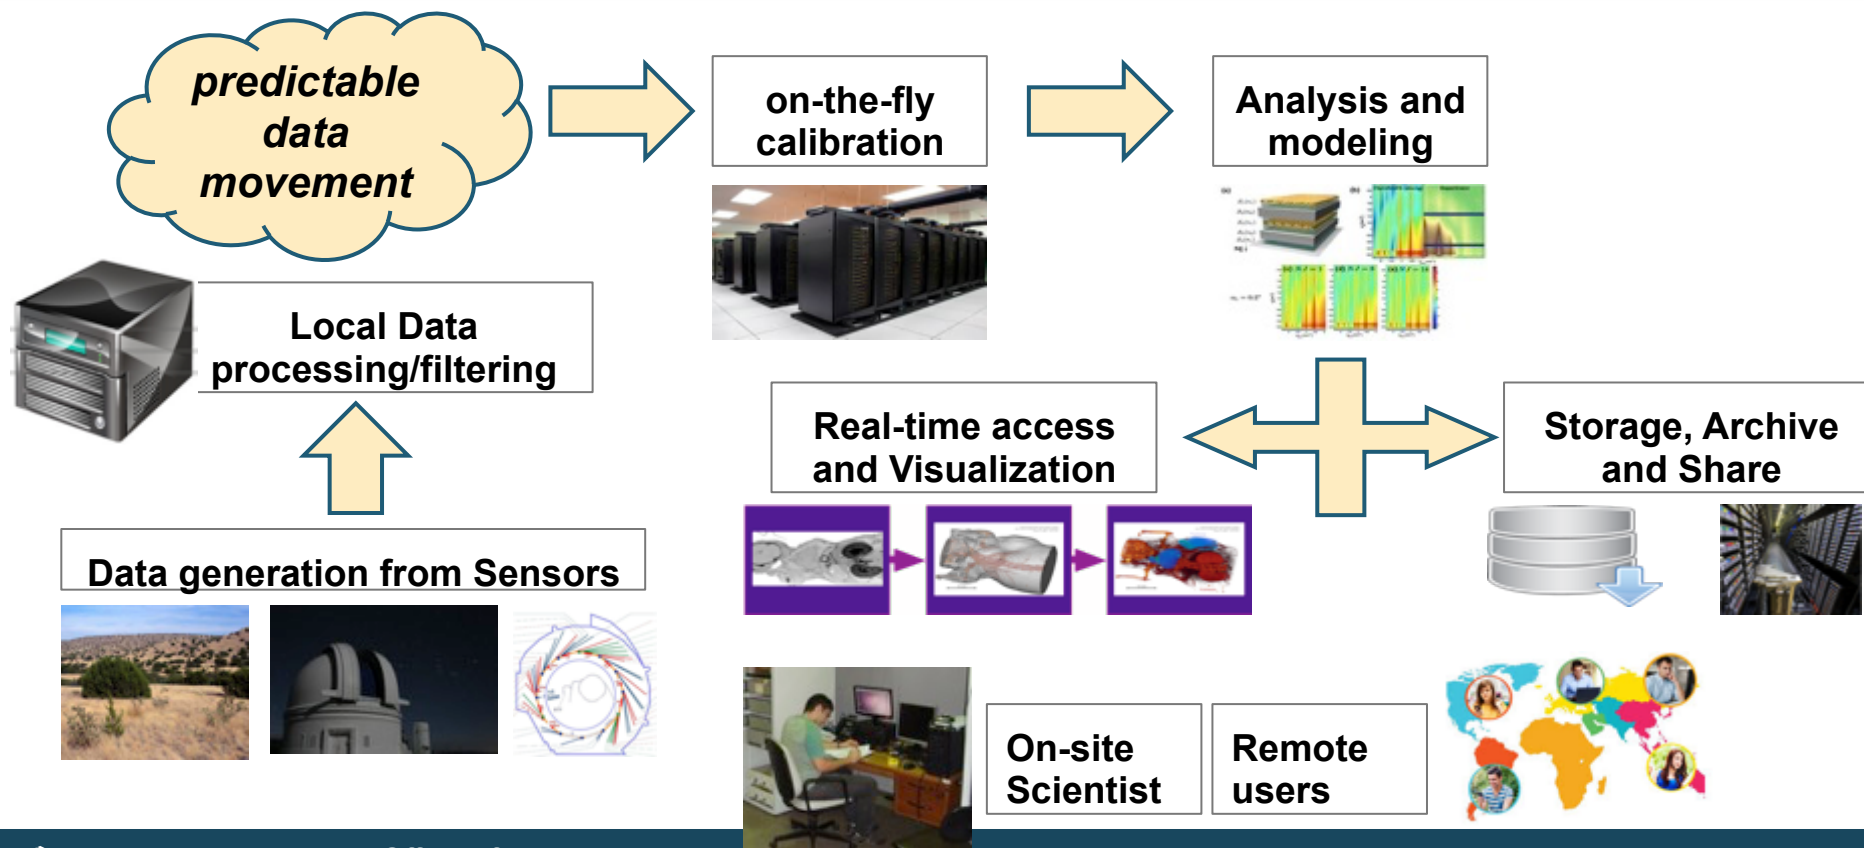 predictable
data
movement
on-the-fly
calibration
Analysis and
modeling
Local Data
processing/filtering
Real-time access
and Visualization
Storage, Archive
and Share
Data generation from Sensors
On-site
Scientist
Remote
users